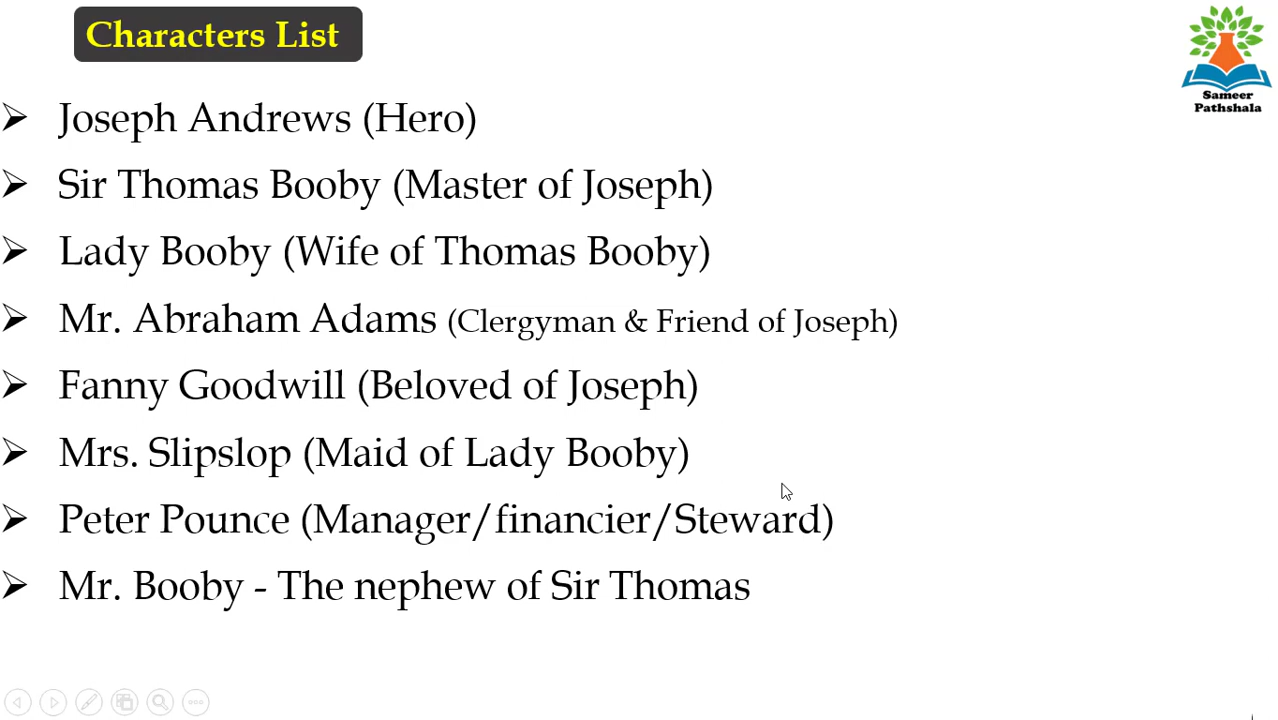 Characters List
Sameer
Pathshala
➢ Joseph Andrews (Hero)
➢ Sir Thomas Booby (Master of Joseph)
➢ Lady Booby (Wife of Thomas Booby)
➢ Mr. Abraham Adams (Clergyman & Friend of Joseph)
➢ Fanny Goodwill (Beloved of Joseph)
➢ Mrs. Slipslop (Maid of Lady Booby)
➢ Peter Pounce (Manager/financier/Steward)
➢ Mr. Booby - The nephew of Sir Thomas